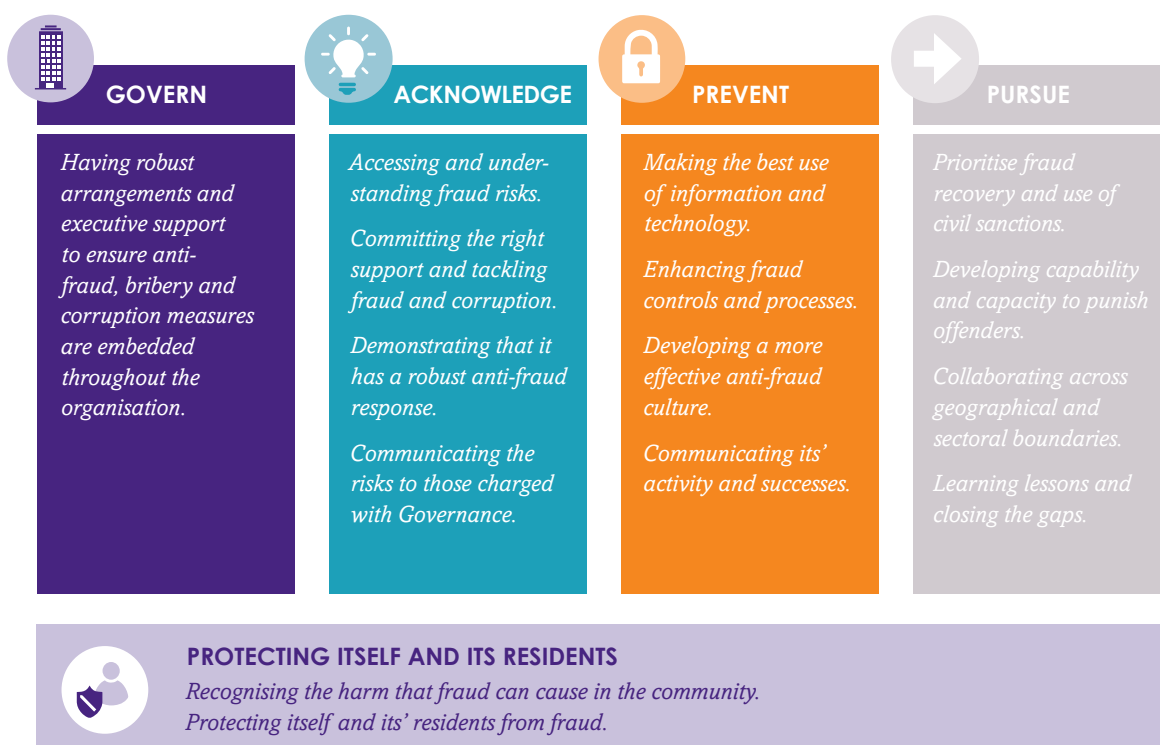 GOVERN
Having robust
arrangements and
executive support
to ensure anti-
fraud, bribery and
corruption measures
are embedded
throughout the
organisation.
ACKNOWLEDGE
Accessing and under-
standing fraud risks.
Committing the right
support and tackling
fraud and corruption.
Demonstrating that it
has a robust anti-fraud
response.
Communicating the
risks to those charged
with Governance.
PREVENT
Making the best use
of information and
technology.
Enhancing fraud
controls and processes.
Developing a more
effective anti-fraud
culture.
Communicating its’
activity and successes.
PURSUE
Prioritise fraud
recovery and use of
civil sanctions.
Developing capability
and capacity to punish
offenders.
Collaborating across
geographical and
sectoral boundaries.
Learning lessons and
closing the gaps.
PROTECTING ITSELF AND ITS RESIDENTS
Recognising the harm that fraud can cause in the community.
Protecting itself and its’ residents from fraud.